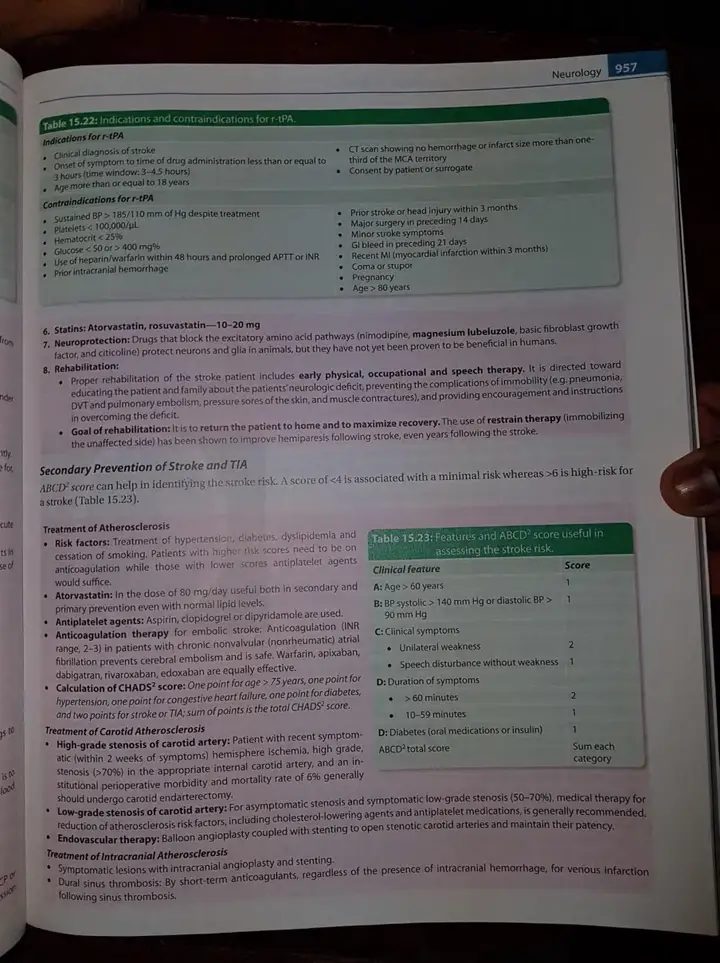 Neurology 957
Table 15.22: Indications and contraindications for r-tPA.
Indications for r-tPA
• Clinical diagnosis of stroke
• Onset of symptom to time of drug administration less than or equal to
3 hours (time window: 3–4.5 hours)
• Age more than or equal to 18 years
• CT scan showing no hemorrhage or infarct size more than one-
third of the MCA territory
• Consent by patient or surrogate
Contraindications for r-tPA
• Sustained BP > 185/110 mm of Hg despite treatment
• Platelets < 100,000/μL
• Hematocrit < 25%
• Glucose < 50 or > 400 mg%
• Use of heparin/warfarin within 48 hours and prolonged APTT or INR
• Prior intracranial hemorrhage
• Prior stroke or head injury within 3 months
• Major surgery in preceding 14 days
• Minor stroke symptoms
• GI bleed in preceding 21 days
• Recent MI (myocardial infarction within 3 months)
• Coma or stupor
• Pregnancy
• Age > 80 years
6. Statins: Atorvastatin, rosuvastatin—10–20 mg
7. Neuroprotection: Drugs that block the excitatory amino acid pathways (nimodipine, magnesium lubeluzole, basic fibroblast growth
factor, and citicoline) protect neurons and glia in animals, but they have not yet been proven to be beneficial in humans.
8. Rehabilitation:
• Proper rehabilitation of the stroke patient includes early physical, occupational and speech therapy. It is directed toward
educating the patient and family about the patients' neurologic deficit, preventing the complications of immobility (e.g. pneumonia,
DVT and pulmonary embolism, pressure sores of the skin, and muscle contractures), and providing encouragement and instructions
in overcoming the deficit.
• Goal of rehabilitation: It is to return the patient to home and to maximize recovery. The use of restrain therapy (immobilizing
the unaffected side) has been shown to improve hemiparesis following stroke, even years following the stroke.
Secondary Prevention of Stroke and TIA
ABCD² score can help in identifying the stroke risk. A score of <4 is associated with a minimal risk whereas >6 is high-risk for
a stroke (Table 15.23).
Treatment of Atherosclerosis
• Risk factors: Treatment of hypertension, diabetes, dyslipidemia and
cessation of smoking. Patients with higher risk scores need to be on
anticoagulation while those with lower scores antiplatelet agents
would suffice.
• Atorvastatin: In the dose of 80 mg/day useful both in secondary and
primary prevention even with normal lipid levels.
• Antiplatelet agents: Aspirin, clopidogrel or dipyridamole are used.
• Anticoagulation therapy for embolic stroke: Anticoagulation (INR
range, 2–3) in patients with chronic nonvalvular (nonrheumatic) atrial
fibrillation prevents cerebral embolism and is safe. Warfarin, apixaban,
dabigatran, rivaroxaban, edoxaban are equally effective.
• Calculation of CHADS² score: One point for age > 75 years, one point for
hypertension, one point for congestive heart failure, one point for diabetes,
and two points for stroke or TIA; sum of points is the total CHADS² score.
Table 15.23: Features and ABCD² score useful in
assessing the stroke risk.
Clinical feature Score
A: Age > 60 years 1
B: BP systolic > 140 mm Hg or diastolic BP > 1
90 mm Hg
C: Clinical symptoms
• Unilateral weakness 2
• Speech disturbance without weakness 1
D: Duration of symptoms
• > 60 minutes 2
• 10–59 minutes 1
D: Diabetes (oral medications or insulin) 1
ABCD² total score Sum each
category
Treatment of Carotid Atherosclerosis
• High-grade stenosis of carotid artery: Patient with recent symptom-
atic (within 2 weeks of symptoms) hemisphere ischemia, high grade,
stenosis (>70%) in the appropriate internal carotid artery, and an in-
stitutional perioperative morbidity and mortality rate of 6% generally
should undergo carotid endarterectomy.
• Low-grade stenosis of carotid artery: For asymptomatic stenosis and symptomatic low-grade stenosis (50–70%), medical therapy for
reduction of atherosclerosis risk factors, including cholesterol-lowering agents and antiplatelet medications, is generally recommended.
• Endovascular therapy: Balloon angioplasty coupled with stenting to open stenotic carotid arteries and maintain their patency.
Treatment of Intracranial Atherosclerosis
• Symptomatic lesions with intracranial angioplasty and stenting.
• Dural sinus thrombosis: By short-term anticoagulants, regardless of the presence of intracranial hemorrhage, for venous infarction
following sinus thrombosis.